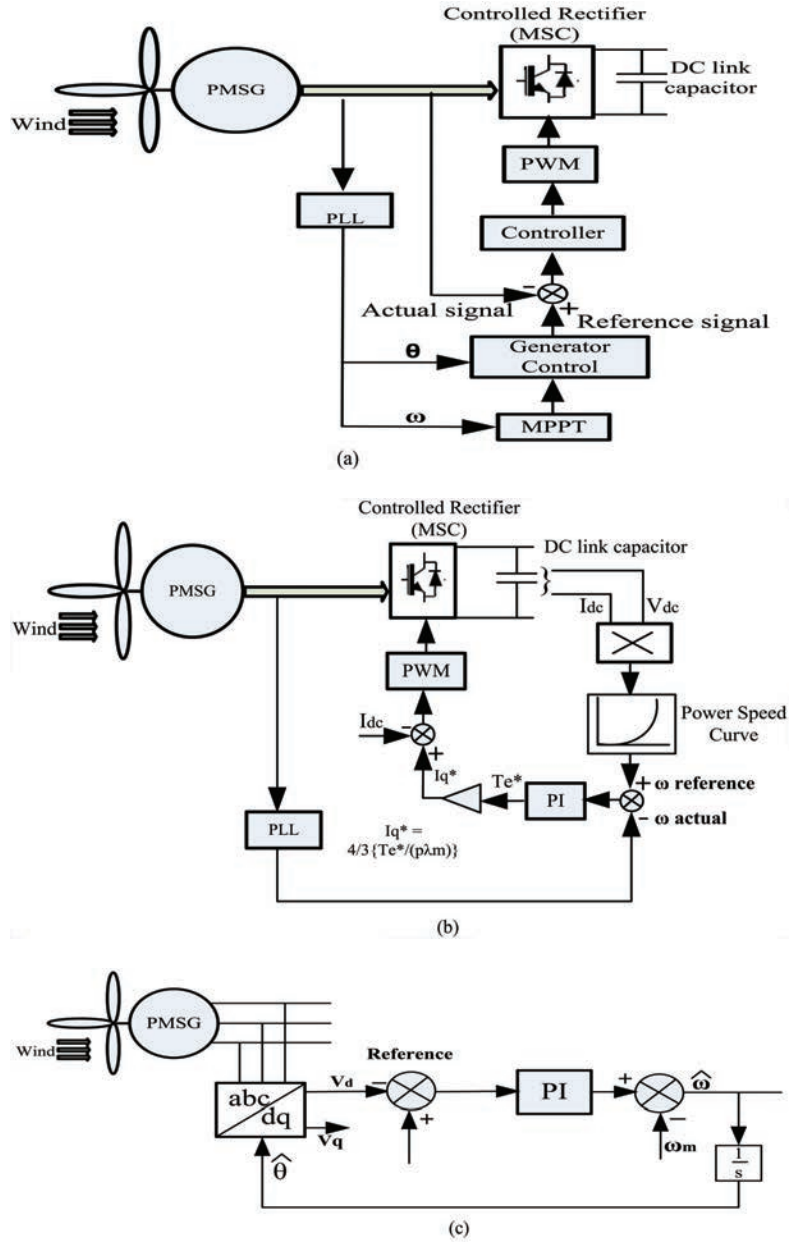 Controlled Rectifier
(MSC)
PMSG
DC link
capacitor
Wind
PWM
PLL
Controller
-
Actual signal
+
Reference signal
θ
Generator
Control
ω
MPPT
(a)
Controlled Rectifier
(MSC)
DC link capacitor
PMSG
Idc
Vdc
Wind
PWM
Power Speed
Curve
Idc
-
+
Iq*
Te*
PI
+ ω reference
- ω actual
PLL
Iq* =
4/3{Te*/(pλm)}
(b)
PMSG
Wind
Reference
abc
dq
Vd
-
+
PI
+
ω̂
-
Vq
ωm
θ̂
1
s
(c)